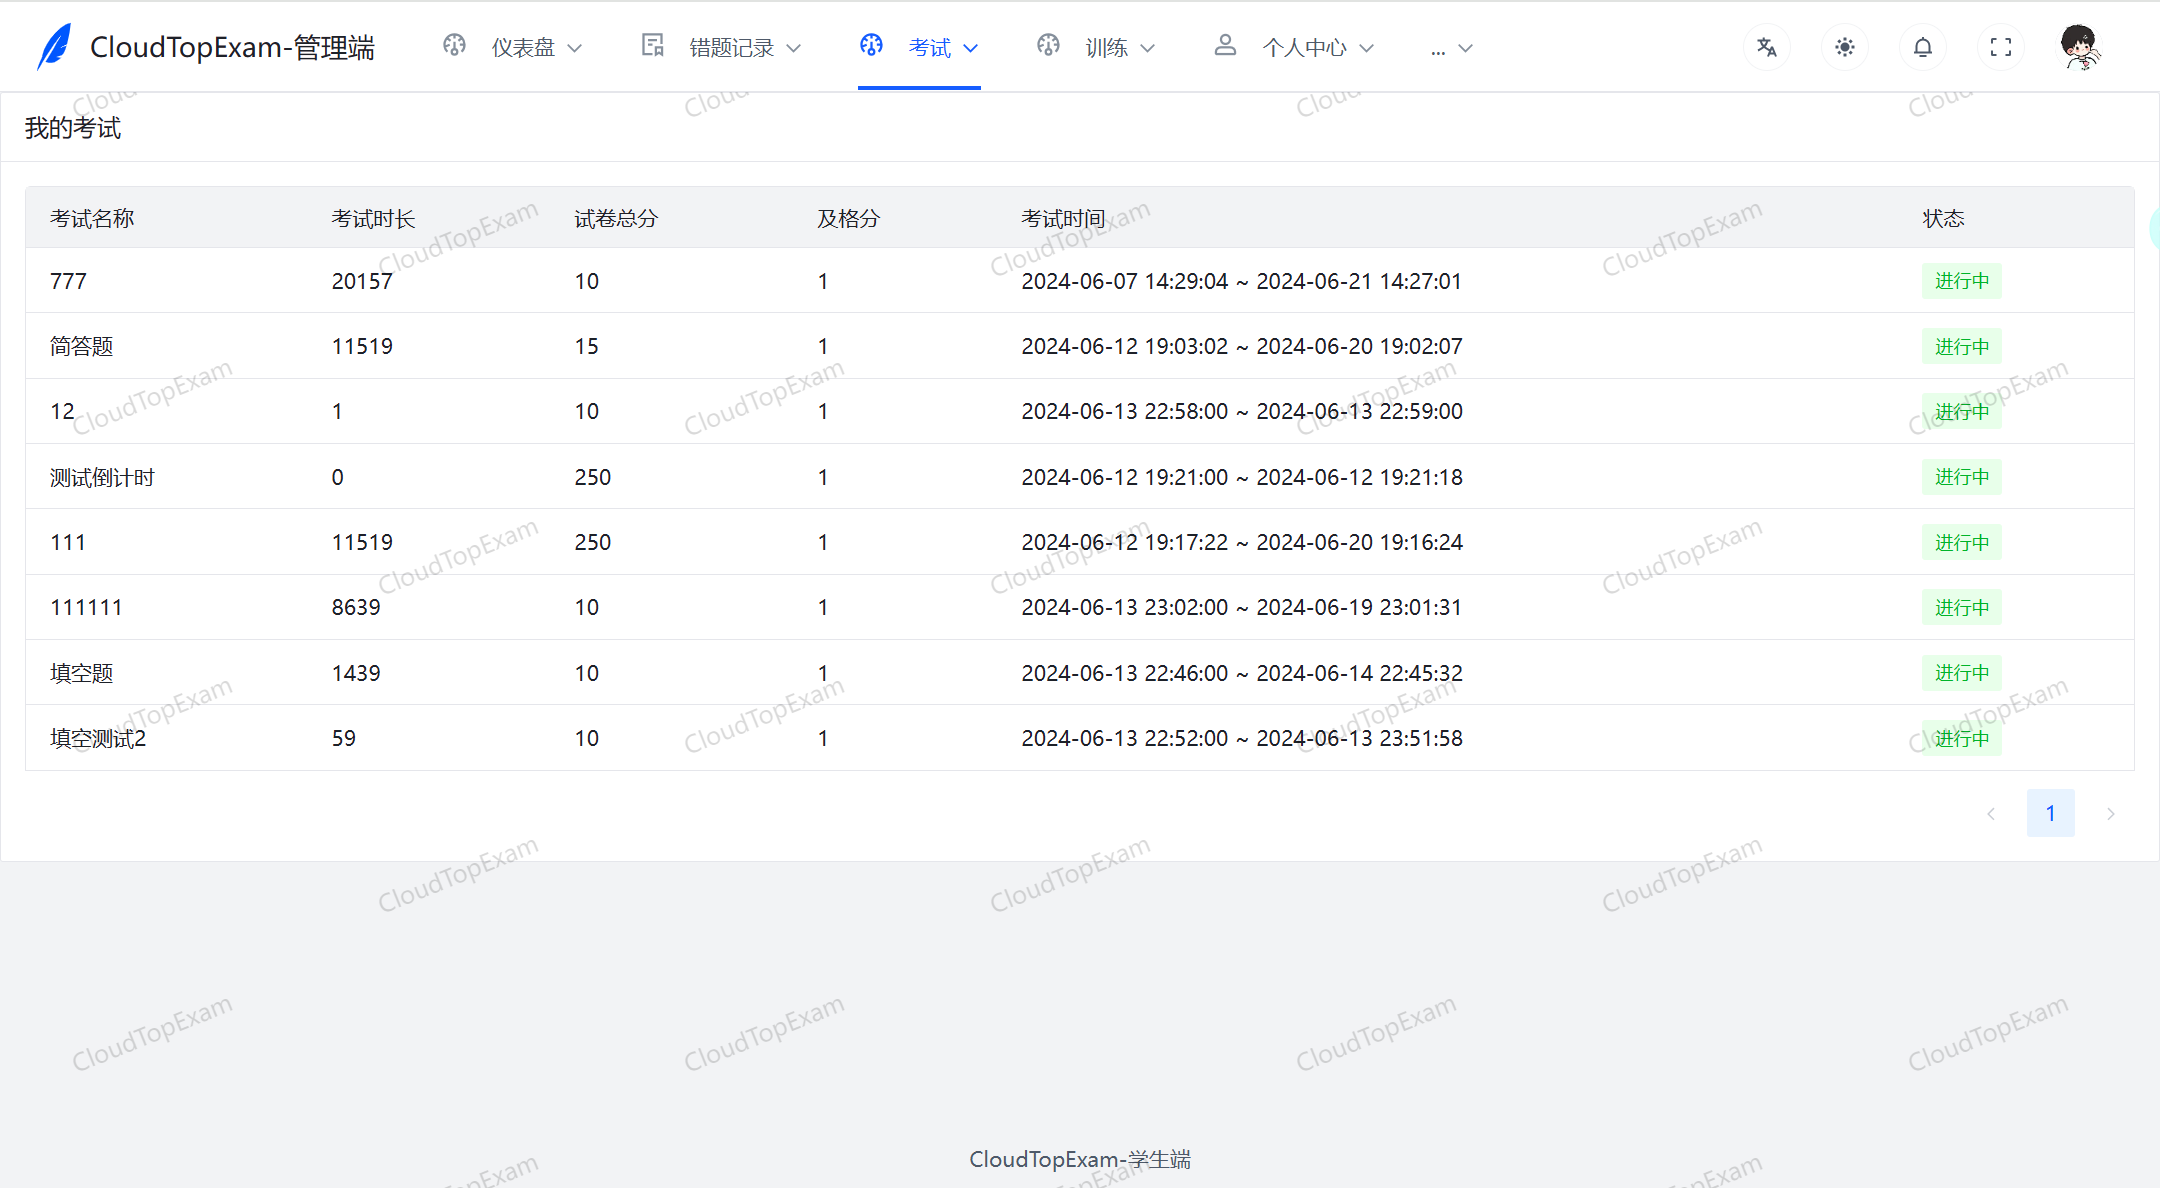 CloudTopExam-管理端 仪表盘 错题记录 考试 训练 个人中心 ...
我的考试
考试名称 考试时长 试卷总分 及格分 考试时间 状态
777 20157 10 1 2024-06-07 14:29:04 ~ 2024-06-21 14:27:01 进行中
简答题 11519 15 1 2024-06-12 19:03:02 ~ 2024-06-20 19:02:07 进行中
12 1 10 1 2024-06-13 22:58:00 ~ 2024-06-13 22:59:00 进行中
测试倒计时 0 250 1 2024-06-12 19:21:00 ~ 2024-06-12 19:21:18 进行中
111 11519 250 1 2024-06-12 19:17:22 ~ 2024-06-20 19:16:24 进行中
111111 8639 10 1 2024-06-13 23:02:00 ~ 2024-06-19 23:01:31 进行中
填空题 1439 10 1 2024-06-13 22:46:00 ~ 2024-06-14 22:45:32 进行中
填空测试2 59 10 1 2024-06-13 22:52:00 ~ 2024-06-13 23:51:58 进行中
1
CloudTopExam CloudTopExam CloudTopExam
CloudTopExam CloudTopExam CloudTopExam CloudTopExam
CloudTopExam-学生端